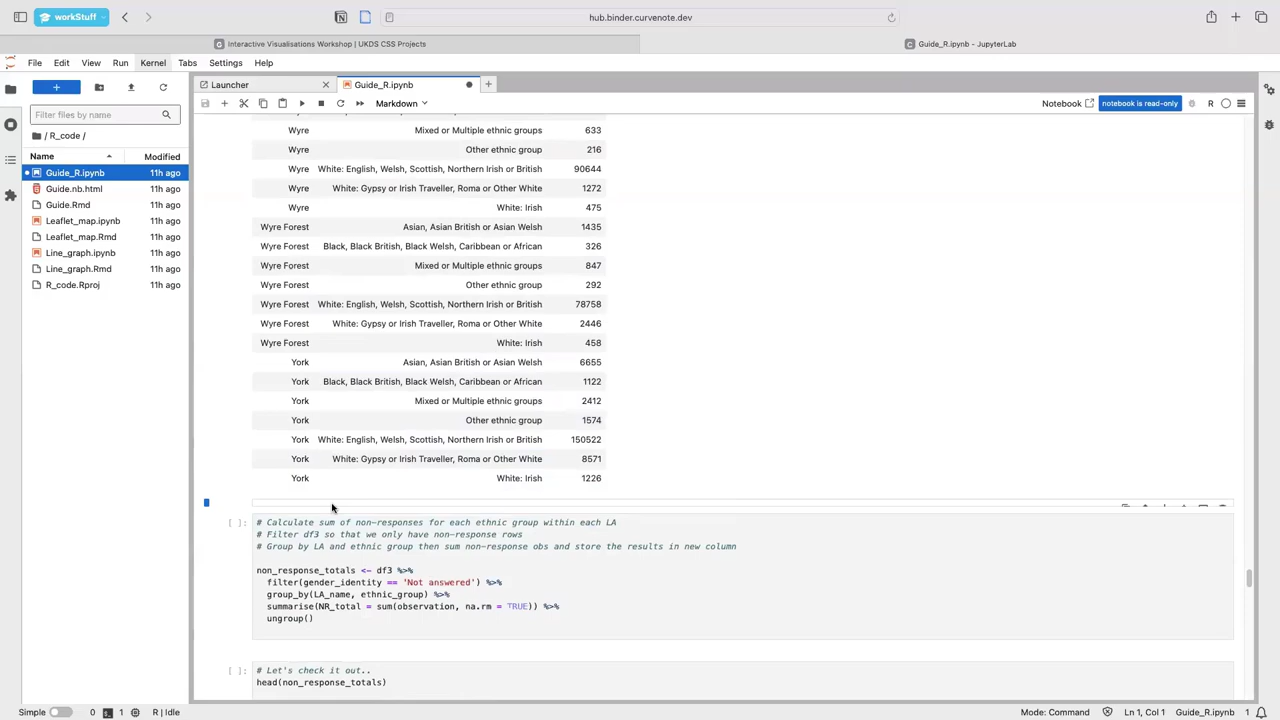 workStuff
hub.binder.curvenote.dev
Interactive Visualisations Workshop | UKDS CSS Projects
Guide_R.ipynb - JupyterLab
File Edit View Run Kernel Tabs Settings Help
Launcher
Guide_R.ipynb
Markdown
Notebook
notebook is read-only
R
Filter files by name
/ R_code /
Name Modified
Guide_R.ipynb 11h ago
Guide.nb.html 11h ago
Guide.Rmd 11h ago
Leaflet_map.ipynb 11h ago
Leaflet_map.Rmd 11h ago
Line_graph.ipynb 11h ago
Line_graph.Rmd 11h ago
R_code.Rproj 11h ago
Wyre Mixed or Multiple ethnic groups 633
Wyre Other ethnic group 216
Wyre White: English, Welsh, Scottish, Northern Irish or British 90644
Wyre White: Gypsy or Irish Traveller, Roma or Other White 1272
Wyre White: Irish 475
Wyre Forest Asian, Asian British or Asian Welsh 1435
Wyre Forest Black, Black British, Black Welsh, Caribbean or African 326
Wyre Forest Mixed or Multiple ethnic groups 847
Wyre Forest Other ethnic group 292
Wyre Forest White: English, Welsh, Scottish, Northern Irish or British 78758
Wyre Forest White: Gypsy or Irish Traveller, Roma or Other White 2446
Wyre Forest White: Irish 458
York Asian, Asian British or Asian Welsh 6655
York Black, Black British, Black Welsh, Caribbean or African 1122
York Mixed or Multiple ethnic groups 2412
York Other ethnic group 1574
York White: English, Welsh, Scottish, Northern Irish or British 150522
York White: Gypsy or Irish Traveller, Roma or Other White 8571
York White: Irish 1226
[ ]: # Calculate sum of non-responses for each ethnic group within each LA
# Filter df3 so that we only have non-response rows
# Group by LA and ethnic group then sum non-response obs and store the results in new column
non_response_totals <- df3 %>%
filter(gender_identity == 'Not answered') %>%
group_by(LA_name, ethnic_group) %>%
summarise(NR_total = sum(observation, na.rm = TRUE)) %>%
ungroup()
[ ]: # Let's check it out..
head(non_response_totals)
Simple 0 1 R | Idle
Mode: Command Ln 1, Col 1 Guide_R.ipynb 1